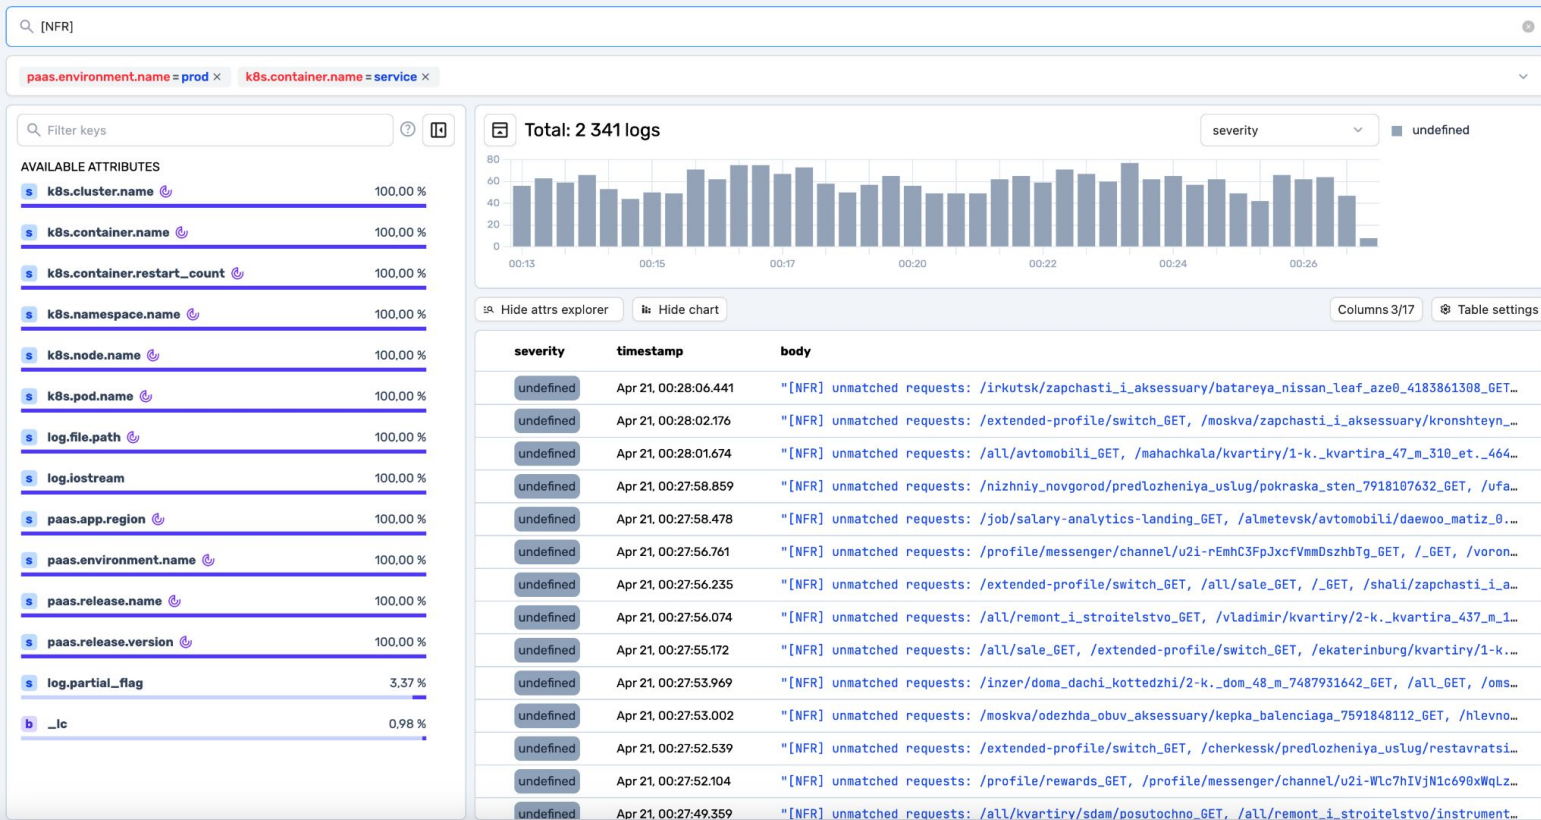 [NFR]
paas.environment.name = prod × k8s.container.name = service ×
Filter keys
AVAILABLE ATTRIBUTES
s k8s.cluster.name 100,00 %
s k8s.container.name 100,00 %
s k8s.container.restart_count 100,00 %
s k8s.namespace.name 100,00 %
s k8s.node.name 100,00 %
s k8s.pod.name 100,00 %
s log.file.path 100,00 %
s log.iostream 100,00 %
s paas.app.region 100,00 %
s paas.environment.name 100,00 %
s paas.release.name 100,00 %
s paas.release.version 100,00 %
s log.partial_flag 3,37 %
b _lc 0,98 %
Total: 2 341 logs
severity
undefined
80
60
40
20
0
00:13 00:15 00:17 00:20 00:22 00:24 00:26
Hide attrs explorer Hide chart Columns 3/17 Table settings
severity timestamp body
undefined Apr 21, 00:28:06.441 "[NFR] unmatched requests: /irkutsk/zapchasti_i_aksessuary/batareya_nissan_leaf_aze0_4183861308_GET…
undefined Apr 21, 00:28:02.176 "[NFR] unmatched requests: /extended-profile/switch_GET, /moskva/zapchasti_i_aksessuary/kronshteyn_…
undefined Apr 21, 00:28:01.674 "[NFR] unmatched requests: /all/avtomobili_GET, /mahachkala/kvartiry/1-k._kvartira_47_m_310_et._464…
undefined Apr 21, 00:27:58.859 "[NFR] unmatched requests: /nizhniy_novgorod/predlozheniya_uslug/pokraska_sten_7918107632_GET, /ufa…
undefined Apr 21, 00:27:58.478 "[NFR] unmatched requests: /job/salary-analytics-landing_GET, /almetevsk/avtomobili/daewoo_matiz_0.…
undefined Apr 21, 00:27:56.761 "[NFR] unmatched requests: /profile/messenger/channel/u2i-rEmhC3FpJxcfVmmDszhbTg_GET, /_GET, /voron…
undefined Apr 21, 00:27:56.235 "[NFR] unmatched requests: /extended-profile/switch_GET, /all/sale_GET, /_GET, /shali/zapchasti_i_a…
undefined Apr 21, 00:27:56.074 "[NFR] unmatched requests: /all/remont_i_stroitelstvo_GET, /vladimir/kvartiry/2-k._kvartira_437_m_1…
undefined Apr 21, 00:27:55.172 "[NFR] unmatched requests: /all/sale_GET, /extended-profile/switch_GET, /ekaterinburg/kvartiry/1-k.…
undefined Apr 21, 00:27:53.969 "[NFR] unmatched requests: /inzer/doma_dachi_kottedzhi/2-k._dom_48_m_7487931642_GET, /all_GET, /oms…
undefined Apr 21, 00:27:53.002 "[NFR] unmatched requests: /moskva/odezhda_obuv_aksessuary/kepka_balenciaga_7591848112_GET, /hlevno…
undefined Apr 21, 00:27:52.539 "[NFR] unmatched requests: /extended-profile/switch_GET, /cherkessk/predlozheniya_uslug/restavratsi…
undefined Apr 21, 00:27:52.104 "[NFR] unmatched requests: /profile/rewards_GET, /profile/messenger/channel/u2i-Wlc7hIVjN1c690xWqLz…
undefined Apr 21, 00:27:49.359 "[NFR] unmatched requests: /all/kvartiry/sdam/posutochno_GET, /all/remont_i_stroitelstvo/instrument…